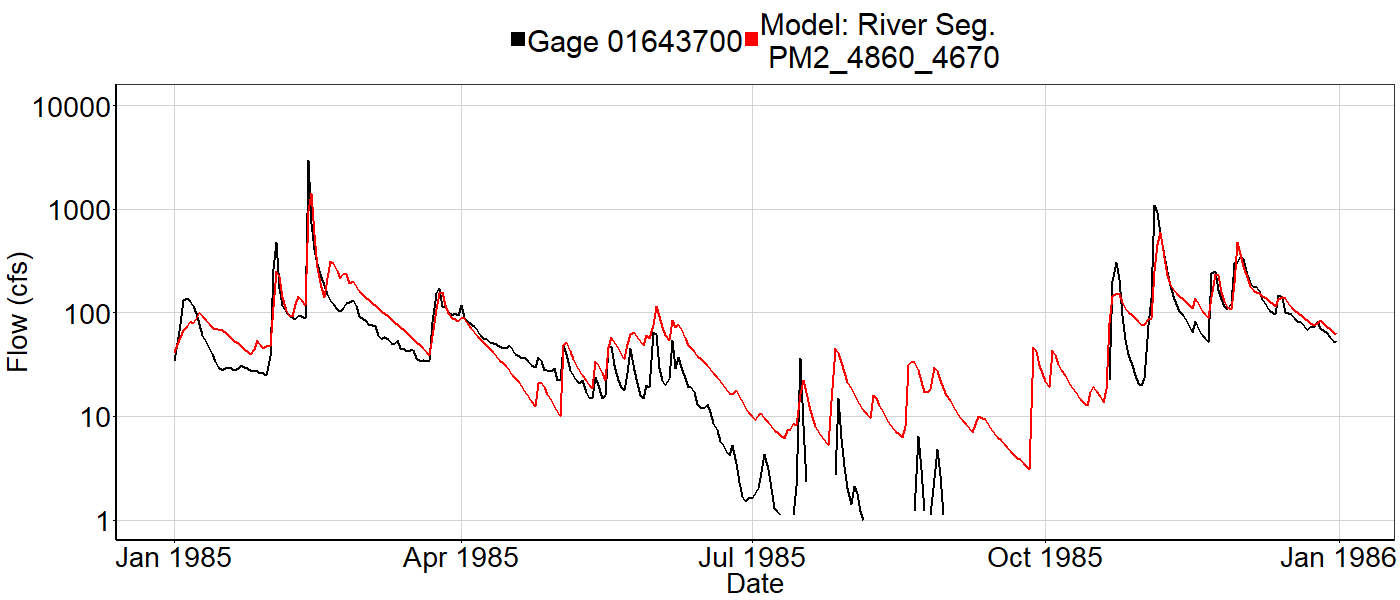 Gage 01643700
Model: River Seg.
PM2_4860_4670
Flow (cfs)
10000
1000
100
10
1
Jan 1985
Apr 1985
Jul 1985
Oct 1985
Jan 1986
Date